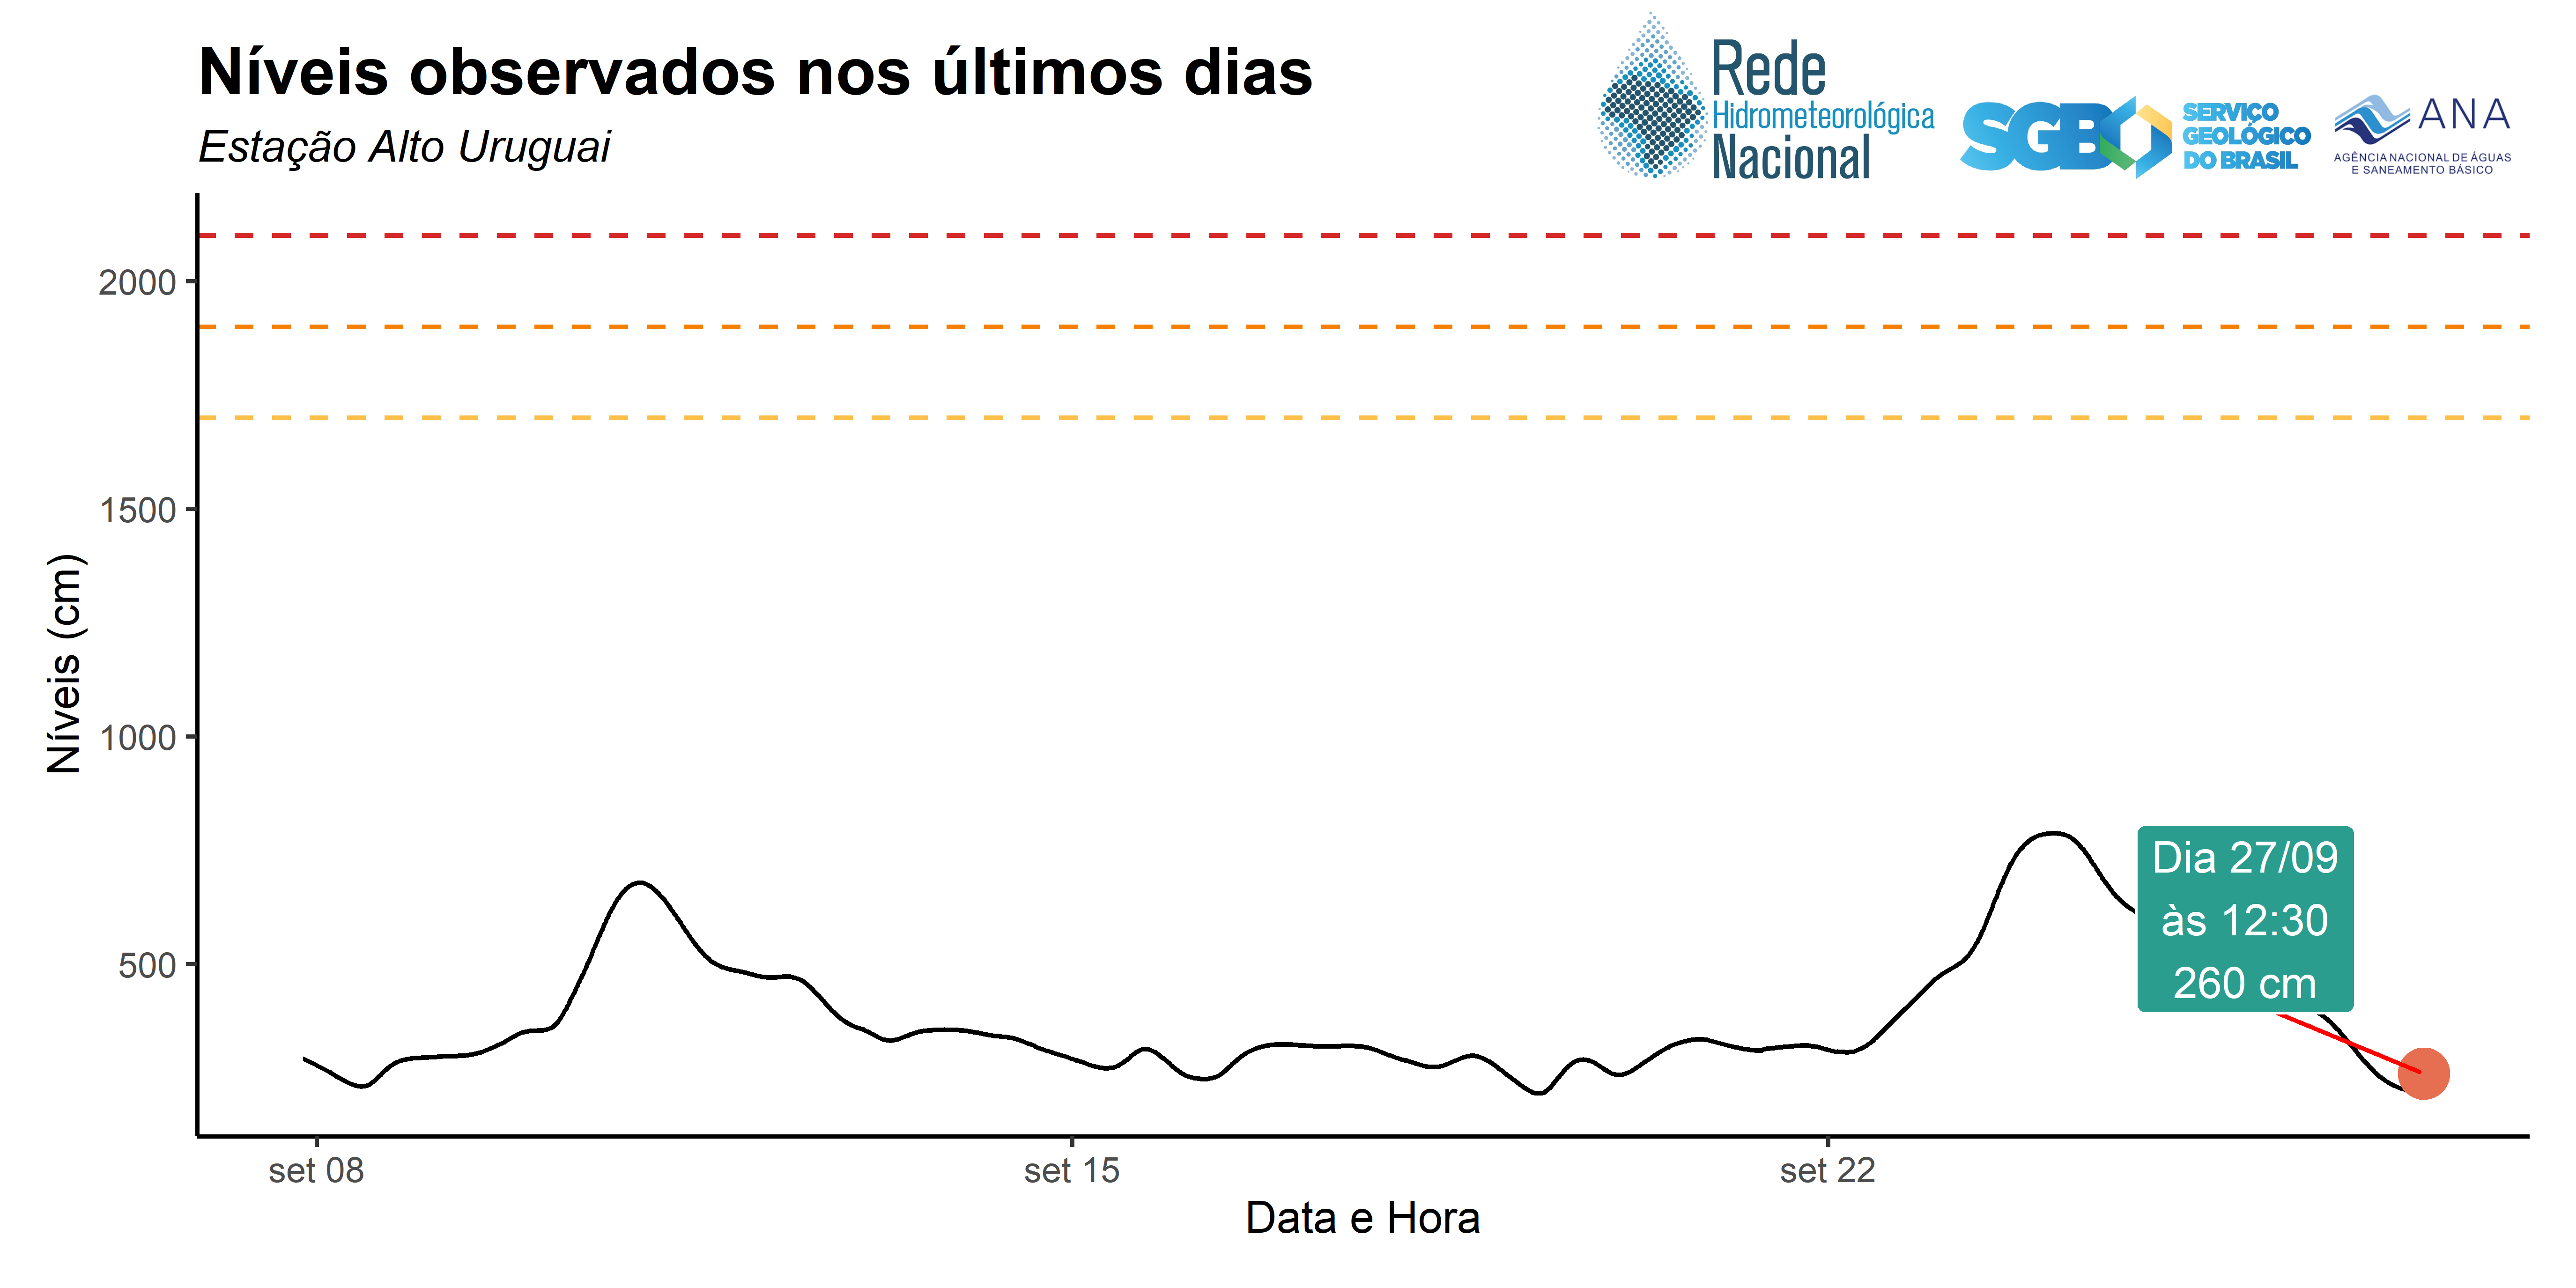 Níveis observados nos últimos dias
Estação Alto Uruguai
Rede
Hidrometeorológica
Nacional
SGB
SERVIÇO
GEOLÓGICO
DO BRASIL
ANA
AGÊNCIA NACIONAL DE ÁGUAS
E SANEAMENTO BÁSICO
Níveis (cm)
2000
1500
1000
500
Dia 27/09
às 12:30
260 cm
set 08
set 15
set 22
Data e Hora